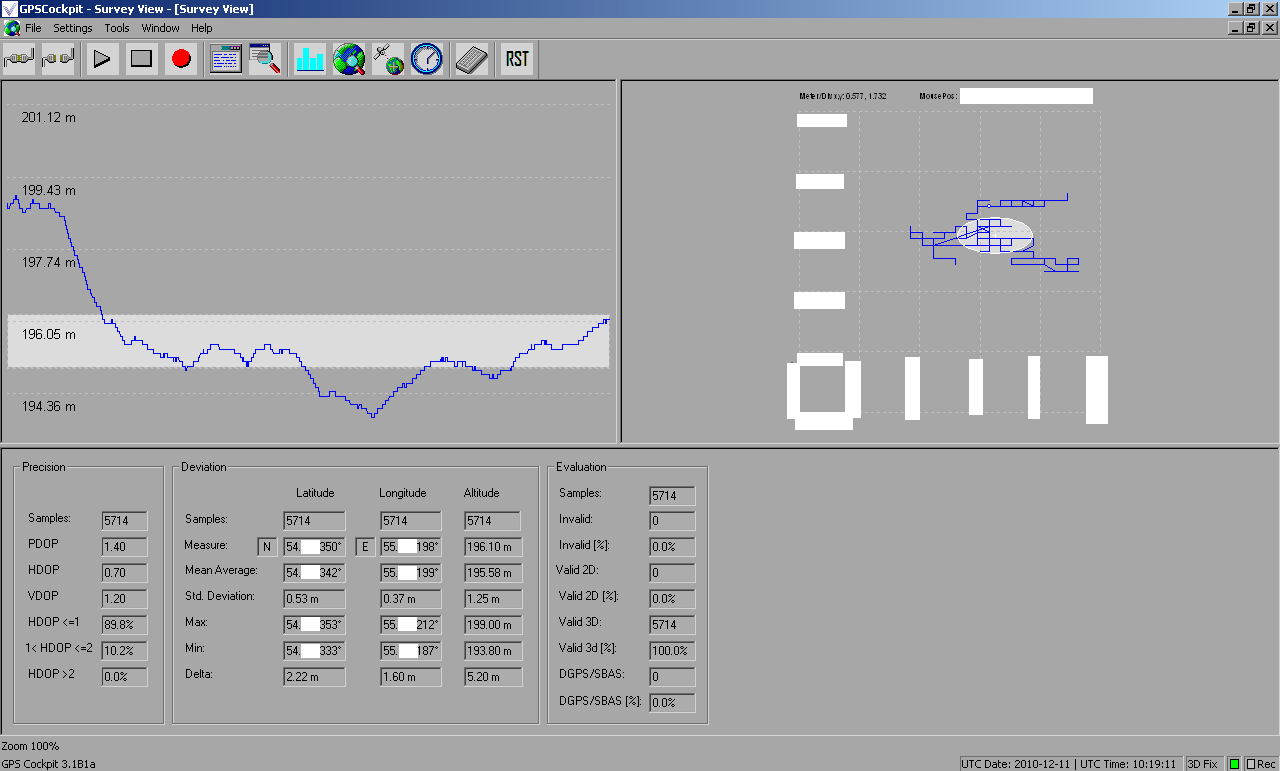 GPSCockpit - Survey View - [Survey View]
File Settings Tools Window Help
RST
201.12 m
199.43 m
197.74 m
196.05 m
194.36 m
Meter/Div x,y: 0.577, 1.732 MousePos:
Precision
Samples: 5714
PDOP 1.40
HDOP 0.70
VDOP 1.20
HDOP <=1 89.8%
1< HDOP <=2 10.2%
HDOP >2 0.0%
Deviation
Latitude Longitude Altitude
Samples: 5714 5714 5714
Measure: N 54. 350° E 55. 198° 196.10 m
Mean Average: 54. 342° 55. 199° 195.58 m
Std. Deviation: 0.53 m 0.37 m 1.25 m
Max: 54. 353° 55. 212° 199.00 m
Min: 54. 333° 55. 187° 193.80 m
Delta: 2.22 m 1.60 m 5.20 m
Evaluation
Samples: 5714
Invalid: 0
Invalid [%]: 0.0%
Valid 2D: 0
Valid 2D [%]: 0.0%
Valid 3D: 5714
Valid 3d [%]: 100.0%
DGPS/SBAS: 0
DGPS/SBAS [%]: 0.0%
Zoom 100%
GPS Cockpit 3.1B1a
UTC Date: 2010-12-11 | UTC Time: 10:19:11 3D Fix Rec